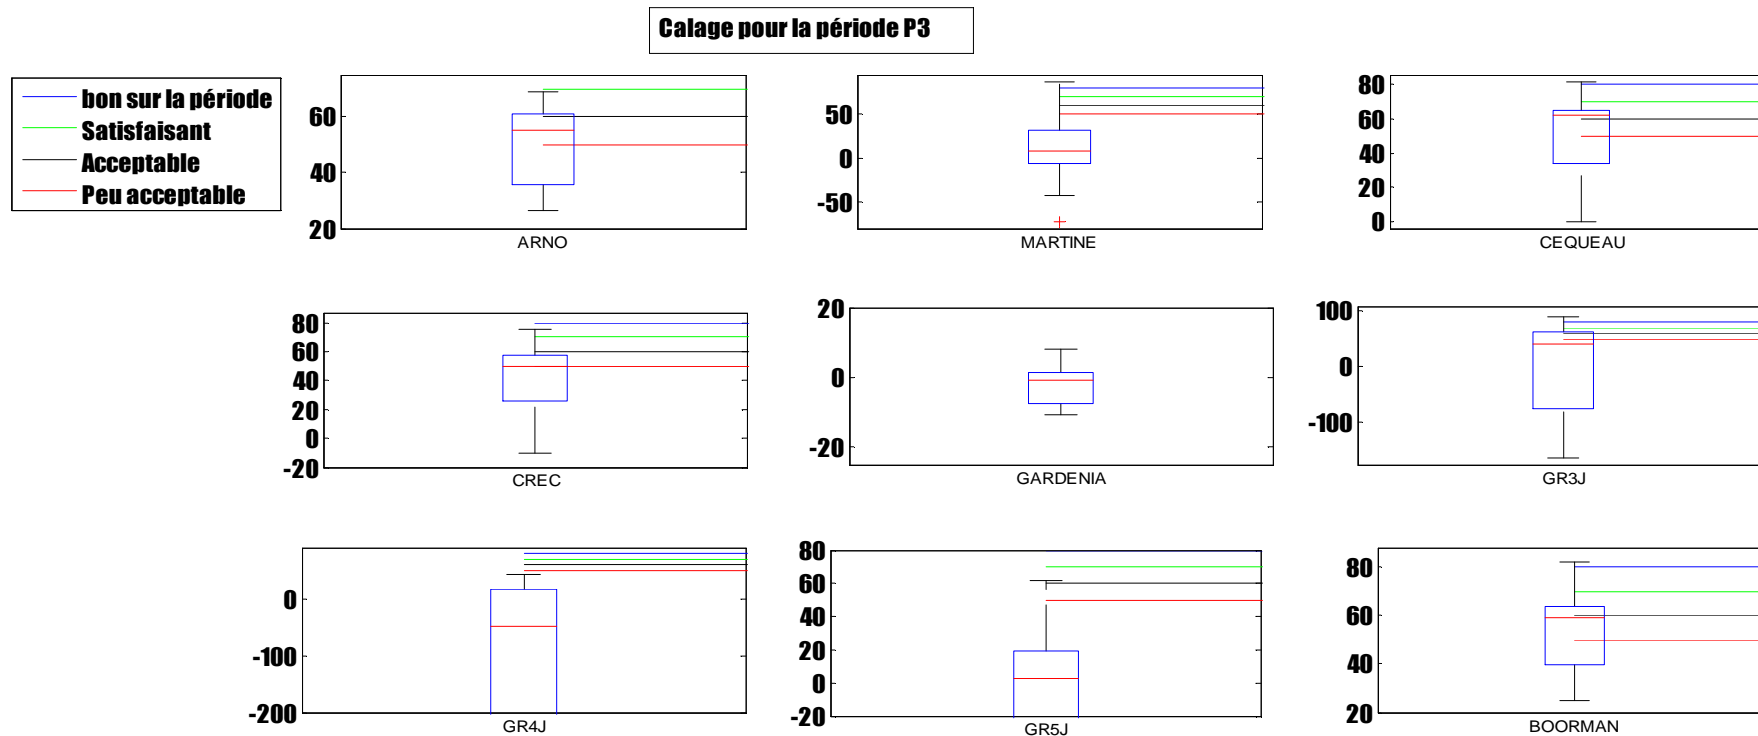 Calage pour la période P3
bon sur la période
Satisfaisant
Acceptable
Peu acceptable
60
40
20
ARNO
50
0
-50
MARTINE
80
60
40
20
0
CEQUEAU
80
60
40
20
0
-20
CREC
20
0
-20
GARDENIA
100
0
-100
GR3J
0
-100
-200
GR4J
80
60
40
20
0
-20
GR5J
80
60
40
20
BOORMAN